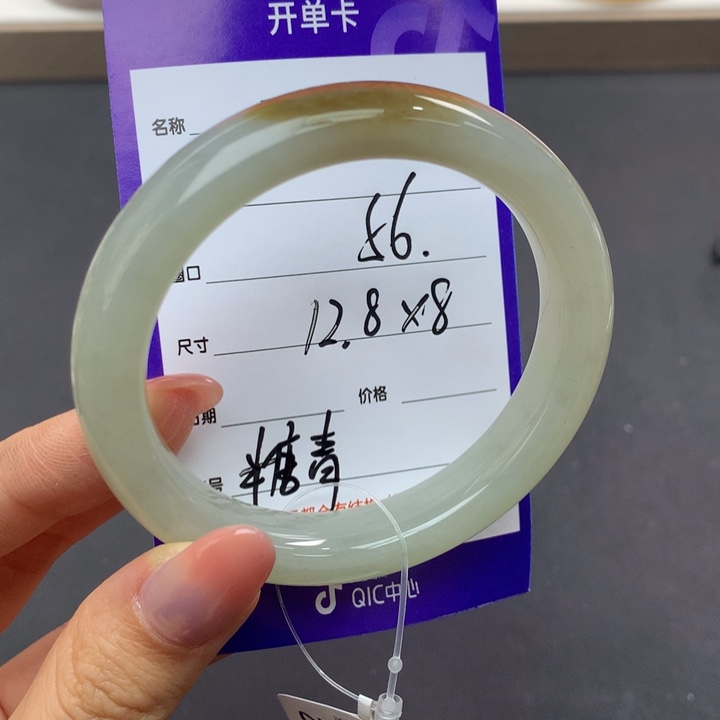 开单卡
名称
56.
口
尺寸 12.8×8
价格
期
号 糖青
QIC中心